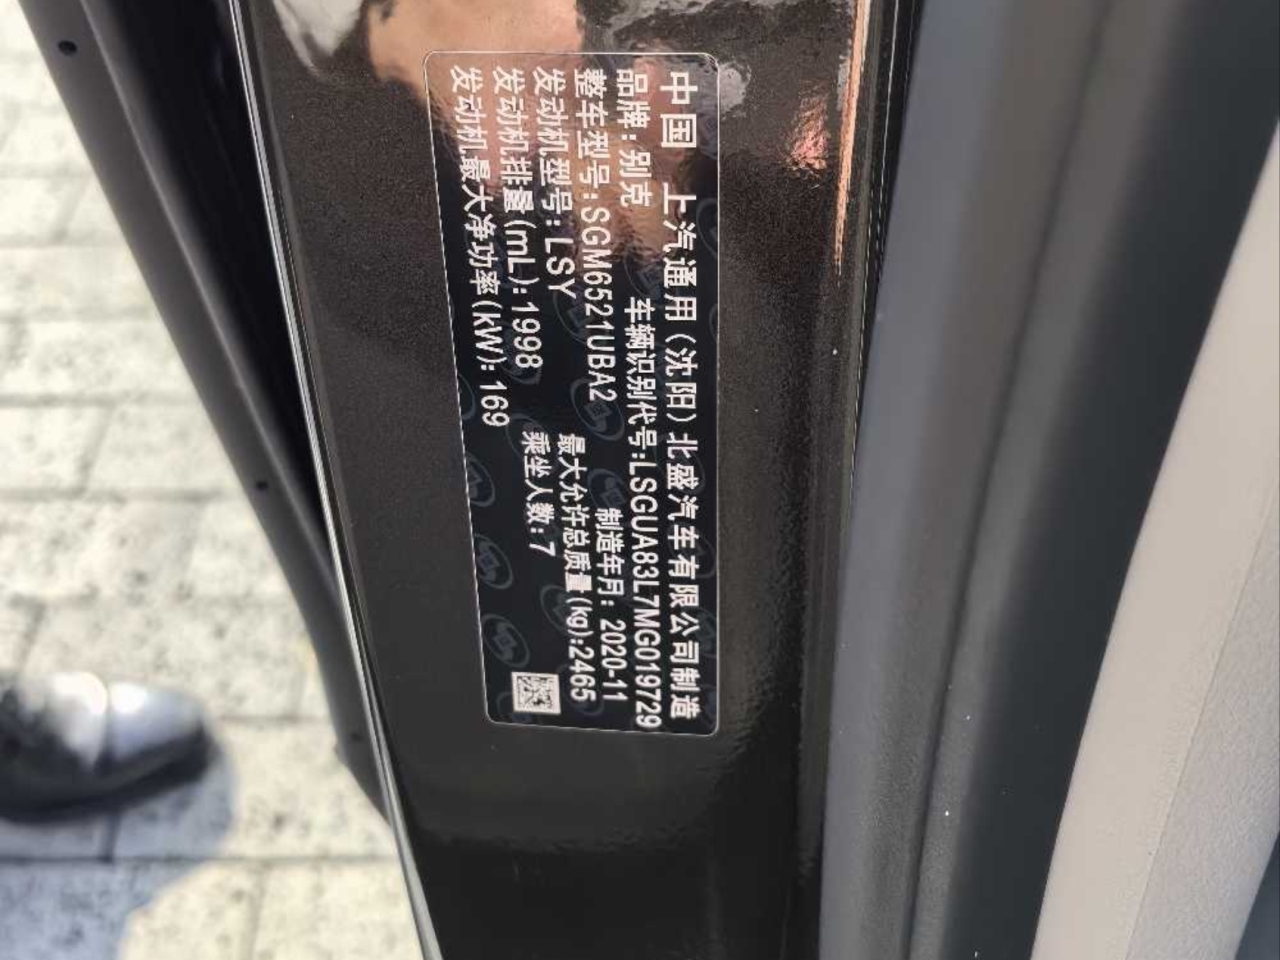 中国 上汽通用(沈阳)北盛汽车有限公司制造
品牌:别克 车辆识别代号:LSGUA83L7MG019729
整车型号:SGM6521UBA2 制造年月:2020-11
发动机型号:LSY 最大允许总质量(kg):2465
发动机排量(mL):1998 乘坐人数:7
发动机最大净功率(kW):169